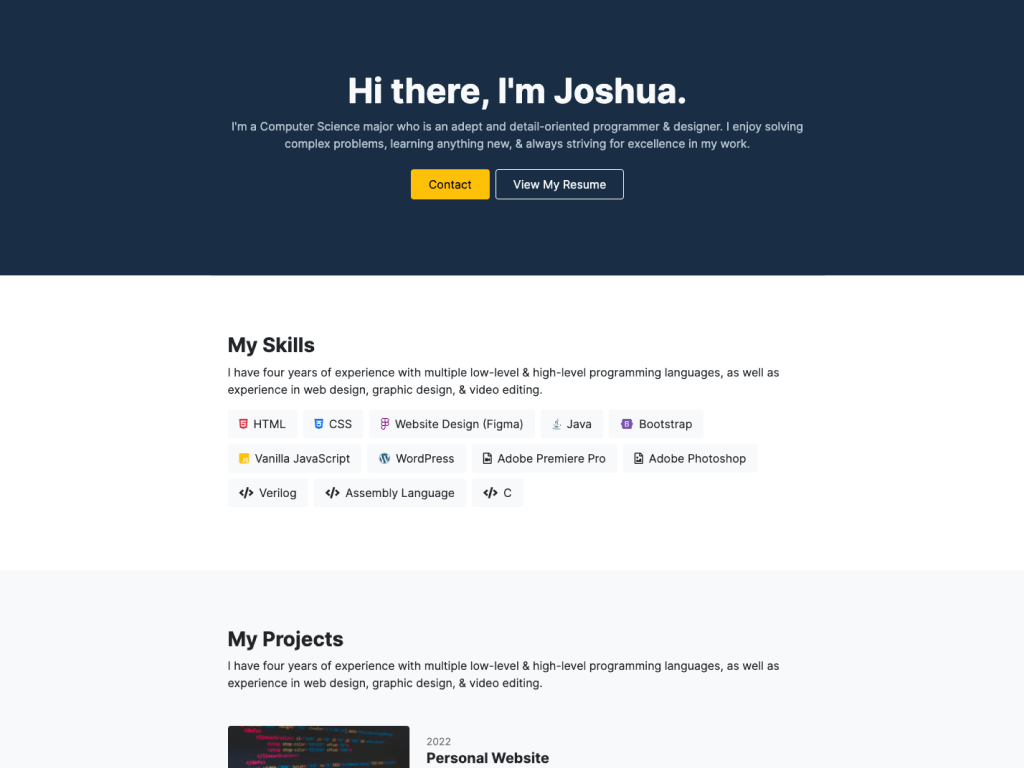 Hi there, I'm Joshua.
I'm a Computer Science major who is an adept and detail-oriented programmer & designer. I enjoy solving
complex problems, learning anything new, & always striving for excellence in my work.
Contact View My Resume
My Skills
I have four years of experience with multiple low-level & high-level programming languages, as well as
experience in web design, graphic design, & video editing.
HTML CSS Website Design (Figma) Java Bootstrap
Vanilla JavaScript WordPress Adobe Premiere Pro Adobe Photoshop
Verilog Assembly Language C
My Projects
I have four years of experience with multiple low-level & high-level programming languages, as well as
experience in web design, graphic design, & video editing.
2022
Personal Website